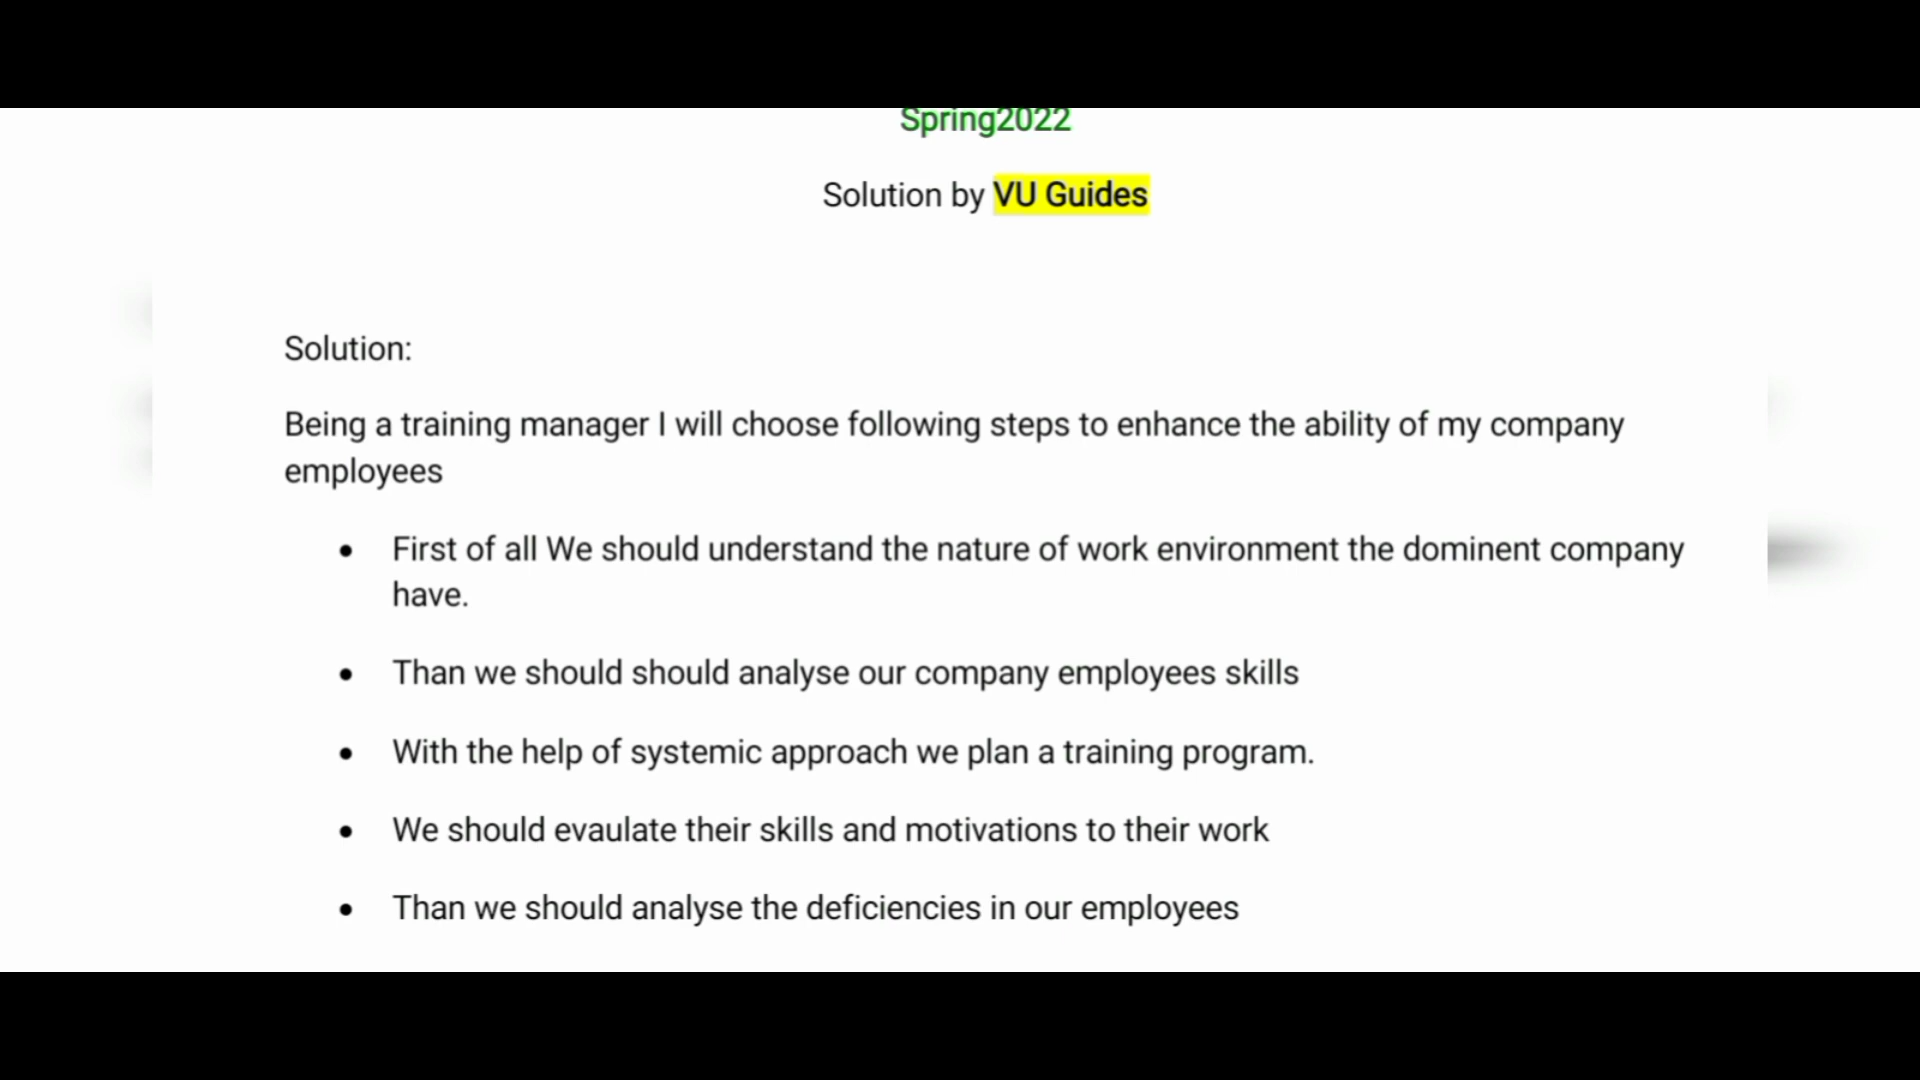 Spring2022
Solution by VU Guides
Solution:
Being a training manager I will choose following steps to enhance the ability of my company
employees
• First of all We should understand the nature of work environment the dominent company
have.
• Than we should should analyse our company employees skills
• With the help of systemic approach we plan a training program.
• We should evaulate their skills and motivations to their work
• Than we should analyse the deficiencies in our employees